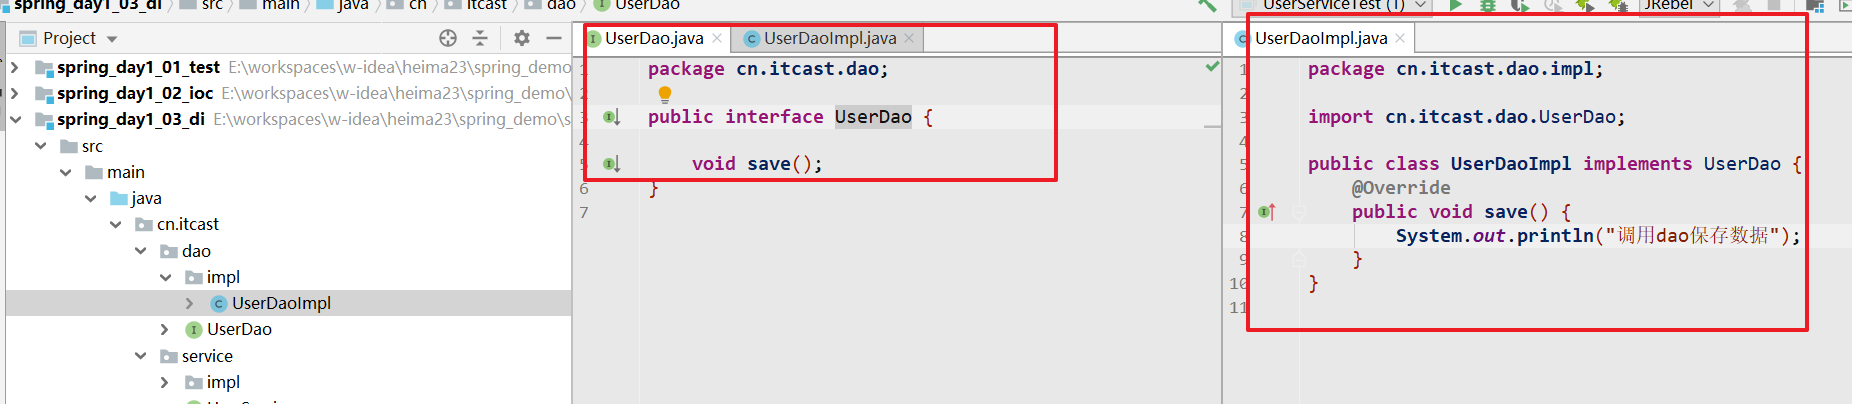 spring_day1_03_di src main java cn itcast dao UserDao
UserServiceTest (1) JRebel
Project
spring_day1_01_test E:\workspaces\w-idea\heima23\spring_demo
spring_day1_02_ioc E:\workspaces\w-idea\heima23\spring_demo\
spring_day1_03_di E:\workspaces\w-idea\heima23\spring_demo\s
src
main
java
cn.itcast
dao
impl
UserDaoImpl
UserDao
service
impl
UserDao.java UserDaoImpl.java
1 package cn.itcast.dao;
2
3 public interface UserDao {
4
5 void save();
6 }
7
UserDaoImpl.java
1 package cn.itcast.dao.impl;
2
3 import cn.itcast.dao.UserDao;
4
5 public class UserDaoImpl implements UserDao {
6 @Override
7 public void save() {
8 System.out.println("调用dao保存数据");
9 }
10 }
11